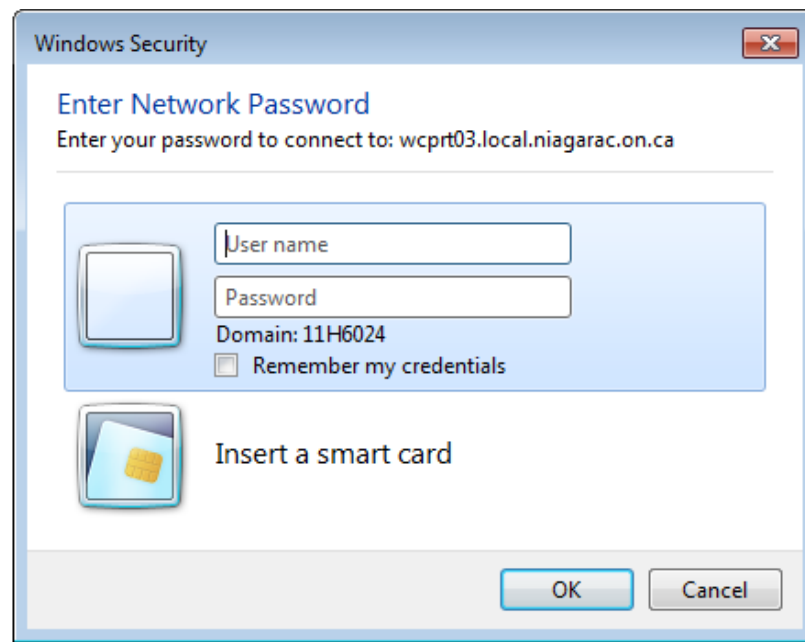 Windows Security
Enter Network Password
Enter your password to connect to: wcprt03.local.niagarac.on.ca
User name
Password
Domain: 11H6024
Remember my credentials
Insert a smart card
OK
Cancel